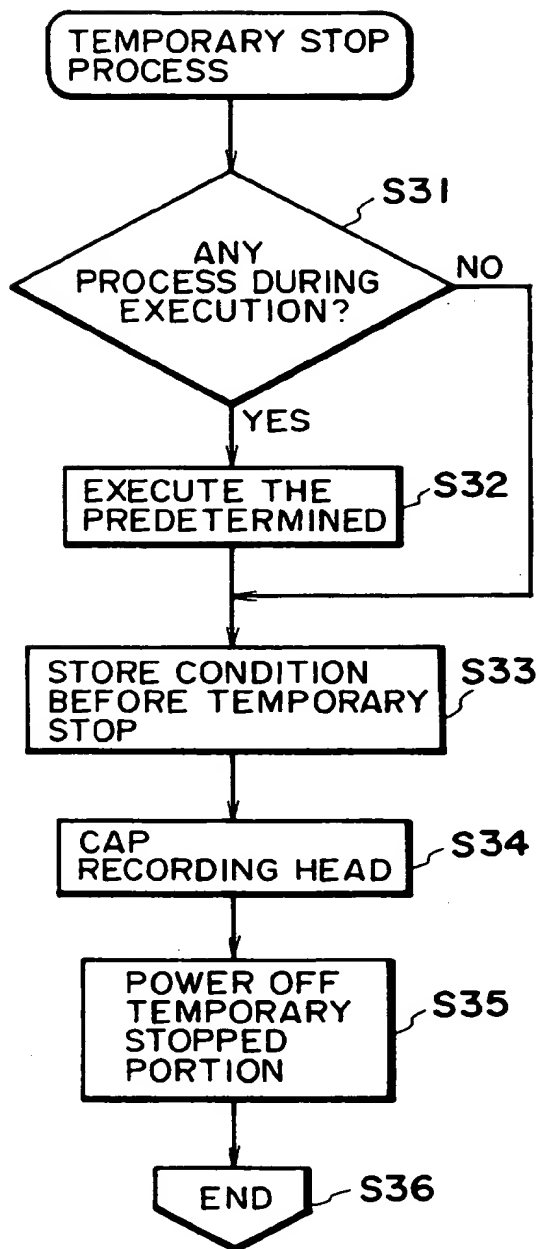 TEMPORARY STOP
PROCESS
S31
ANY
PROCESS DURING
EXECUTION?
NO
YES
EXECUTE THE
PREDETERMINED
S32
STORE CONDITION
BEFORE TEMPORARY
STOP
S33
CAP
RECORDING HEAD
S34
POWER OFF
TEMPORARY
STOPPED
PORTION
S35
END
S36